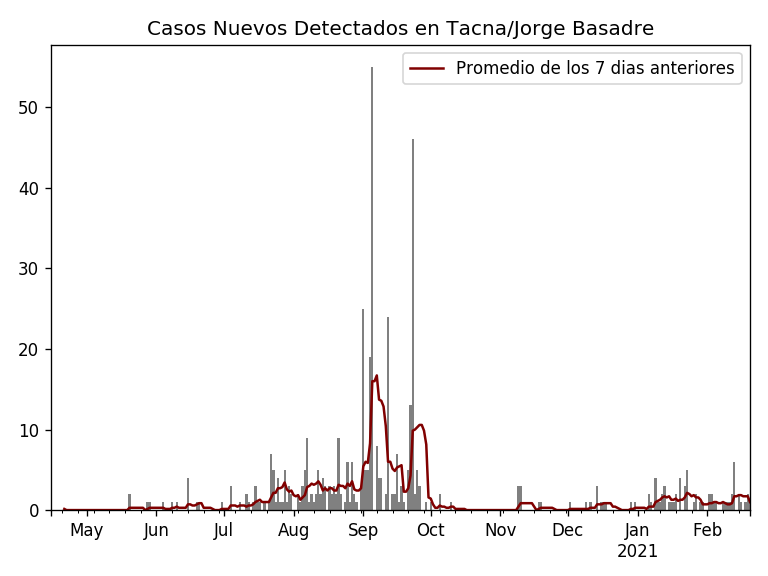 Casos Nuevos Detectados en Tacna/Jorge Basadre
Promedio de los 7 dias anteriores
50
40
30
20
10
0
May Jun Jul Aug Sep Oct Nov Dec Jan Feb
2021